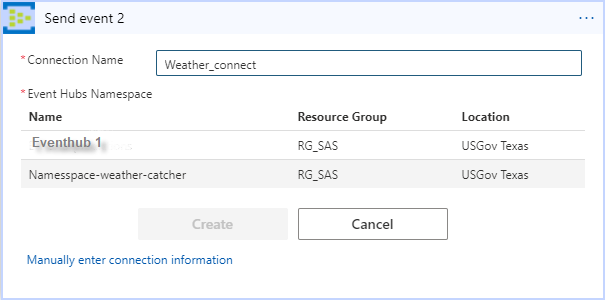 Send event 2
...
* Connection Name
Weather_connect
* Event Hubs Namespace
Name Resource Group Location
Eventhub 1 RG_SAS USGov Texas
Namesspace-weather-catcher RG_SAS USGov Texas
Create Cancel
Manually enter connection information